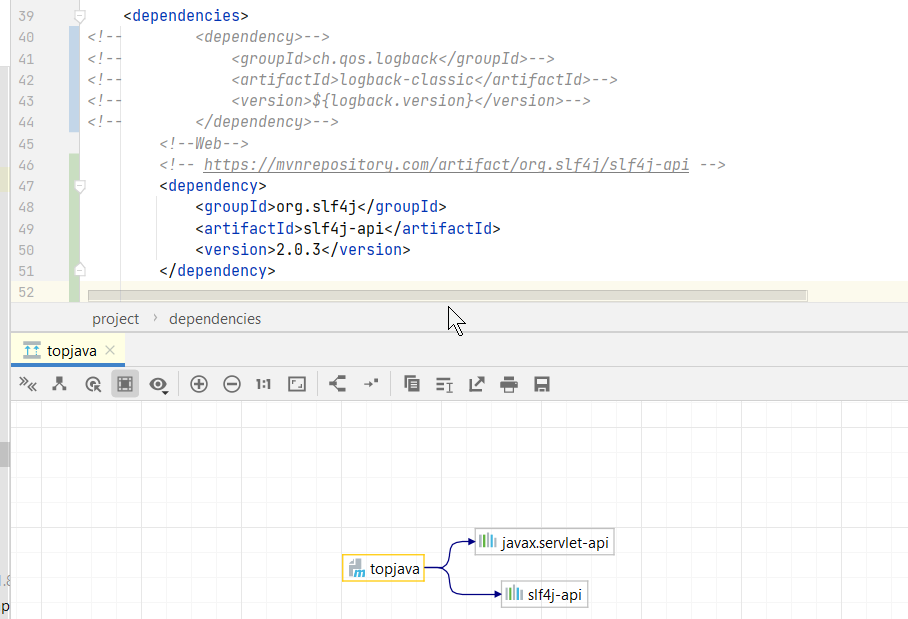 39 <dependencies>
40 <!-- <dependency>-->
41 <!-- <groupId>ch.qos.logback</groupId>-->
42 <!-- <artifactId>logback-classic</artifactId>-->
43 <!-- <version>${logback.version}</version>-->
44 <!-- </dependency>-->
45 <!--Web-->
46 <!-- https://mvnrepository.com/artifact/org.slf4j/slf4j-api -->
47 <dependency>
48 <groupId>org.slf4j</groupId>
49 <artifactId>slf4j-api</artifactId>
50 <version>2.0.3</version>
51 </dependency>
52
project › dependencies
topjava
1:1
javax.servlet-api
topjava
slf4j-api